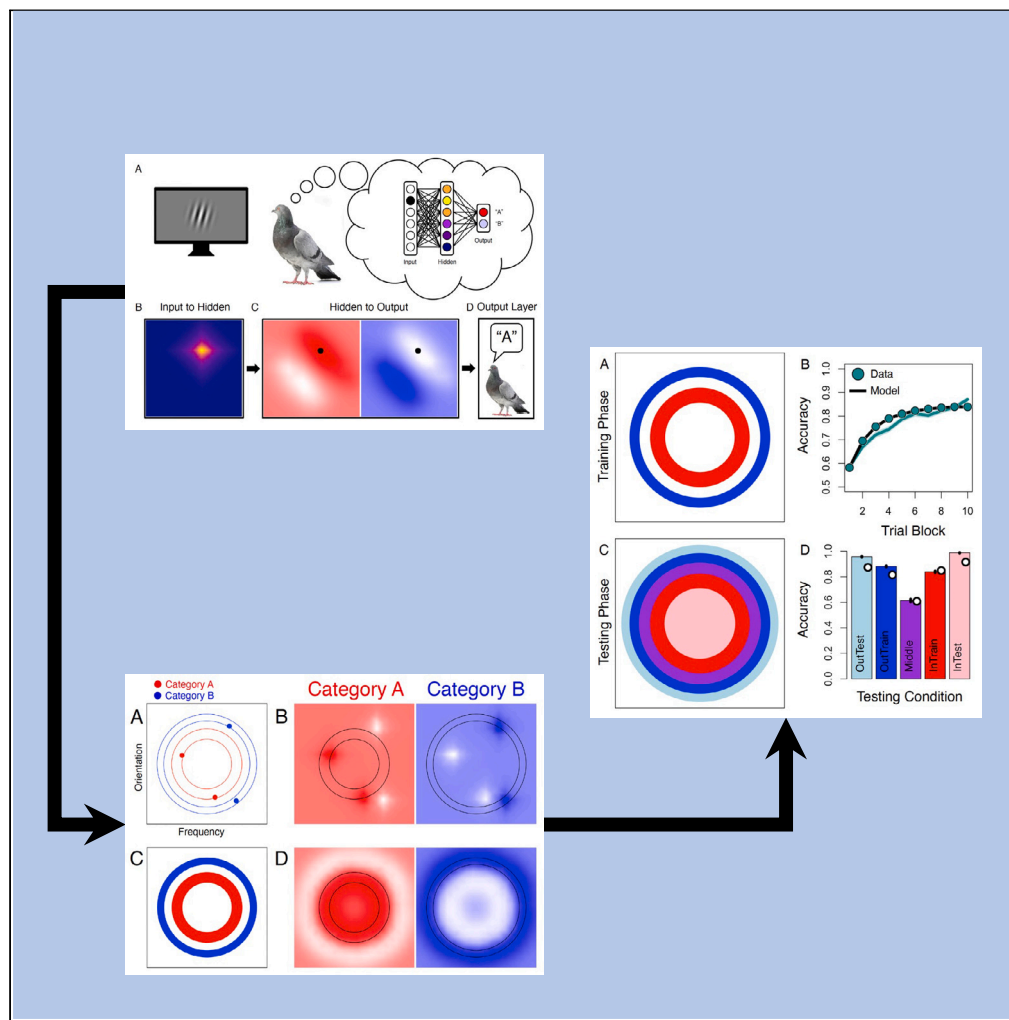 A
"A"
"B"
Output
Input
Hidden
B
Input to Hidden
C
Hidden to Output
D Output Layer
"A"
Category A
Category B
Category A
Category B
A
B
Orientation
Frequency
C
D
A
B
Training Phase
Accuracy
1.0
0.9
0.8
0.7
0.6
0.5
Data
Model
2
4
6
8
10
Trial Block
C
D
Testing Phase
Accuracy
1.0
0.8
0.6
0.4
0.2
0.0
OutTest
OutTrain
Middle
InTrain
InTest
Testing Condition